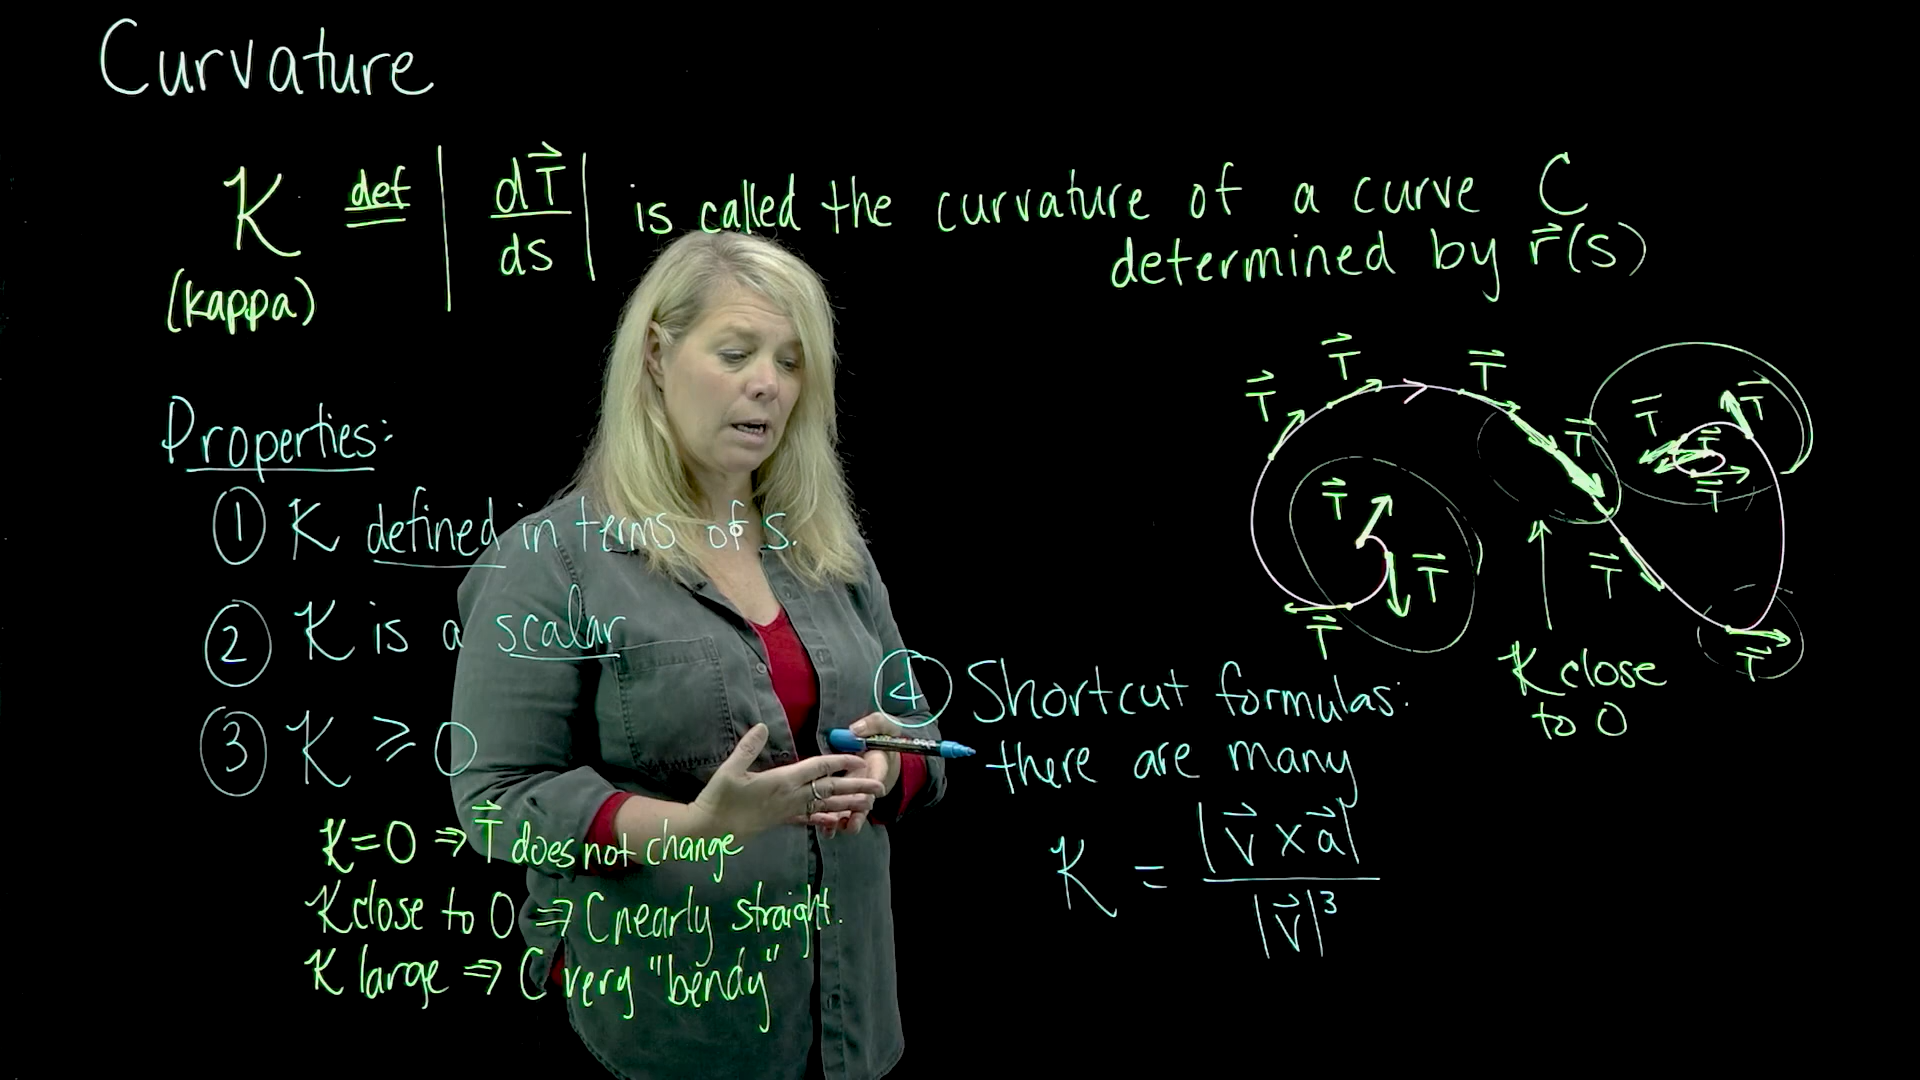 Curvature
K def = | dT⃗/ds | is called the curvature of a curve C
(kappa)
determined by r⃗(s)
Properties:
① K defined in terms of s.
② K is a scalar
③ K ≥ 0
K=0 ⇒ T⃗ does not change
K close to 0 ⇒ C nearly straight.
K large ⇒ C very "bendy"
④ Shortcut formulas:
there are many
K = |v⃗ × a⃗| / |v⃗|³
T⃗
T⃗
T⃗
T⃗
T⃗
T⃗
T⃗
T⃗
T⃗
T⃗
T⃗
T⃗
T⃗
K close
to 0